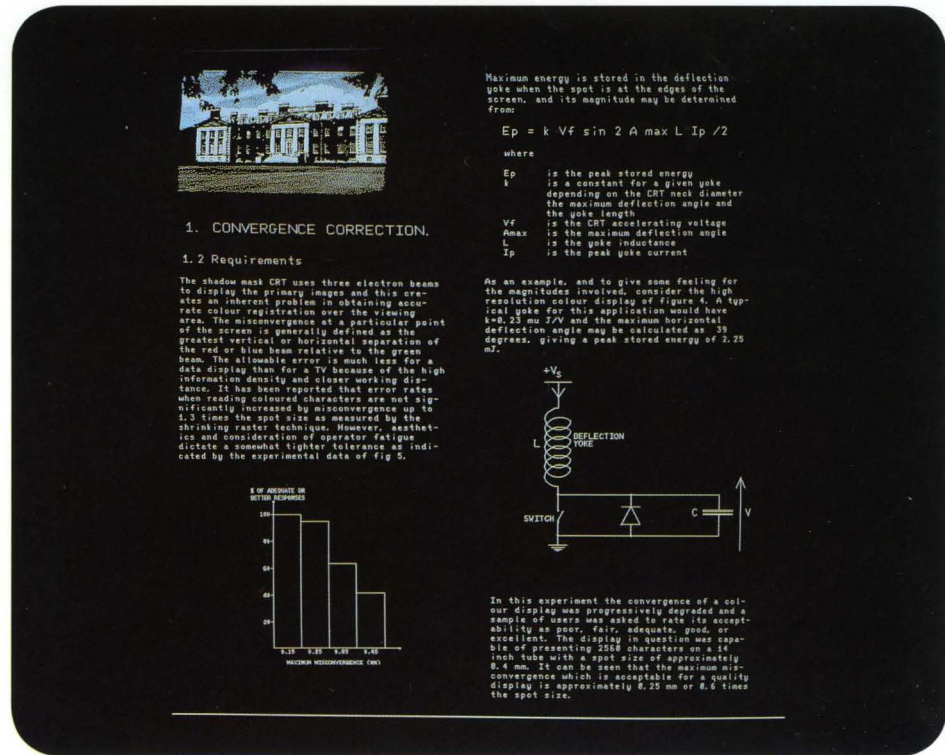 1. CONVERGENCE CORRECTION.
1.2 Requirements
The shadow mask CRT uses three electron beams
to display the primary images and this cre-
ates an inherent problem in obtaining accu-
rate colour registration over the viewing
area. The misconvergence at a particular point
of the screen is generally defined as the
greatest vertical or horizontal separation of
the red or blue beam relative to the green
beam. The allowable error is much less for a
data display than for a TV because of the high
information density and closer working dis-
tance. It has been reported that error rates
when reading coloured characters are not sig-
nificantly increased by misconvergence up to
1.3 times the spot size as measured by the
shrinking raster technique. However, aesthet-
ics and consideration of operator fatigue
dictate a somewhat tighter tolerance as indi-
cated by the experimental data of fig 5.
% OF ADEQUATE OR
BETTER RESPONSES
100
80
60
40
20
0.15 0.25 0.35 0.45
MAXIMUM MISCONVERGENCE (MM)
Maximum energy is stored in the deflection
yoke when the spot is at the edges of the
screen, and its magnitude may be determined
from:
Ep = k Vf sin 2 A max L Ip /2
where
Ep is the peak stored energy
k is a constant for a given yoke
depending on the CRT neck diameter
the maximum deflection angle and
the yoke length
Vf is the CRT accelerating voltage
Amax is the maximum deflection angle
L is the yoke inductance
Ip is the peak yoke current
As an example, and to give some feeling for
the magnitudes involved, consider the high
resolution colour display of figure 4. A typ-
ical yoke for this application would have
k=0.23 mu J/V and the maximum horizontal
deflection angle may be calculated as 39
degrees, giving a peak stored energy of 2.25
mJ.
+Vs
L
DEFLECTION
YOKE
SWITCH
C
V
In this experiment the convergence of a col-
our display was progressively degraded and a
sample of users was asked to rate its accept-
ability as poor, fair, adequate, good, or
excellent. The display in question was capa-
ble of presenting 2560 characters on a 14
inch tube with a spot size of approximately
0.4 mm. It can be seen that the maximum mis-
convergence which is acceptable for a quality
display is approximately 0.25 mm or 0.6 times
the spot size.